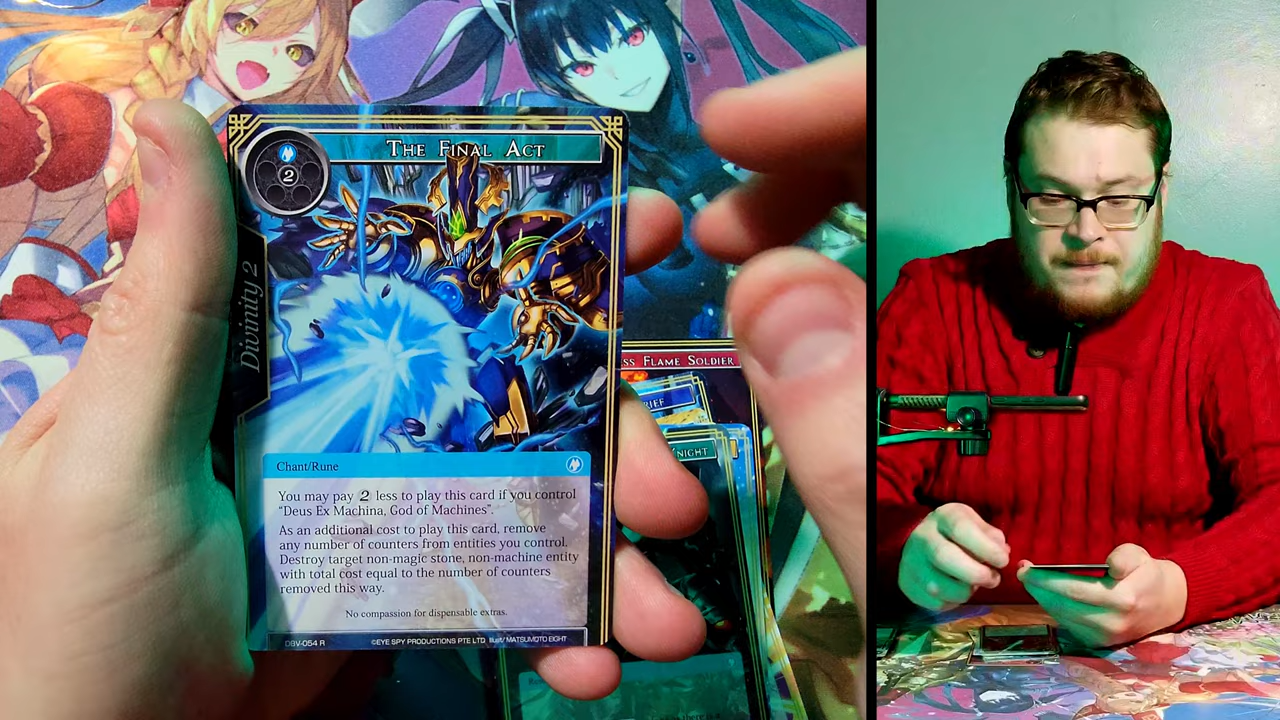 The Final Act
2
Divinity 2
Chant/Rune
You may pay 2 less to play this card if you control
"Deus Ex Machina, God of Machines".
As an additional cost to play this card, remove
any number of counters from entities you control.
Destroy target non-magic stone, non-machine entity
with total cost equal to the number of counters
removed this way.
No compassion for dispensable extras.
DBV-054 R
©EYE SPY PRODUCTIONS PTE LTD Illust/ MATSUMOTO EIGHT
Flame Soldier
Knight